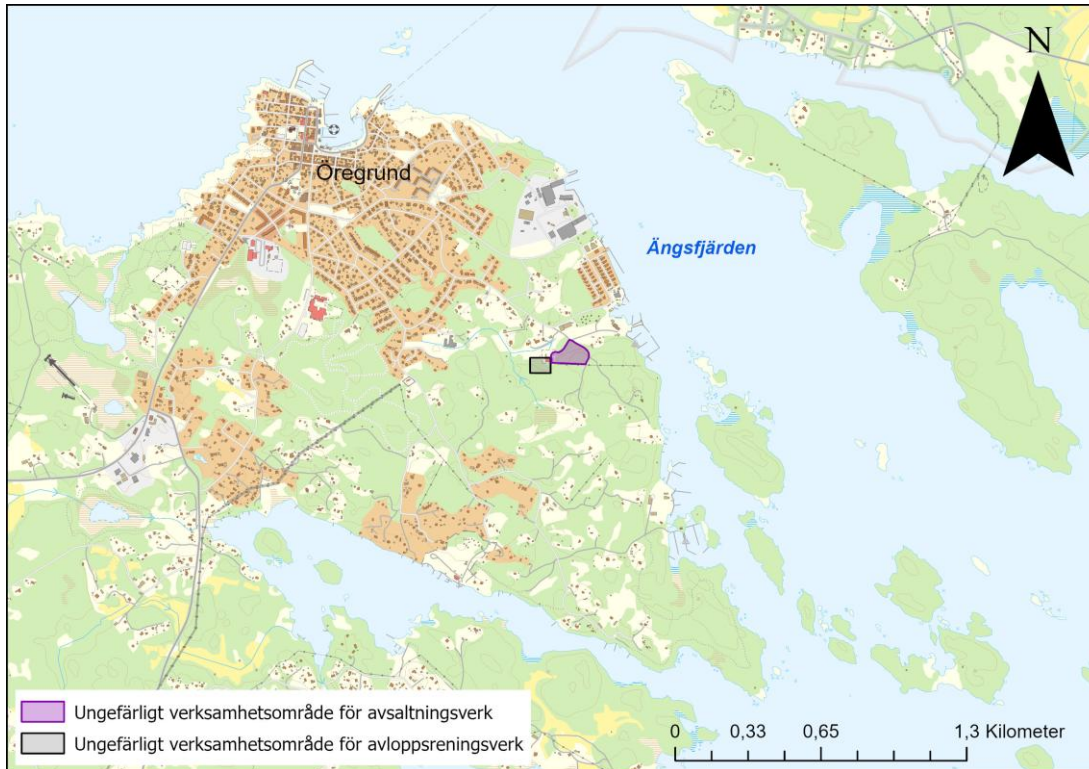 N
Öregrund
Ängsfjärden
Ungefärligt verksamhetsområde för avsaltningsverk
Ungefärligt verksamhetsområde för avloppsreningsverk
0 0,33 0,65 1,3 Kilometer